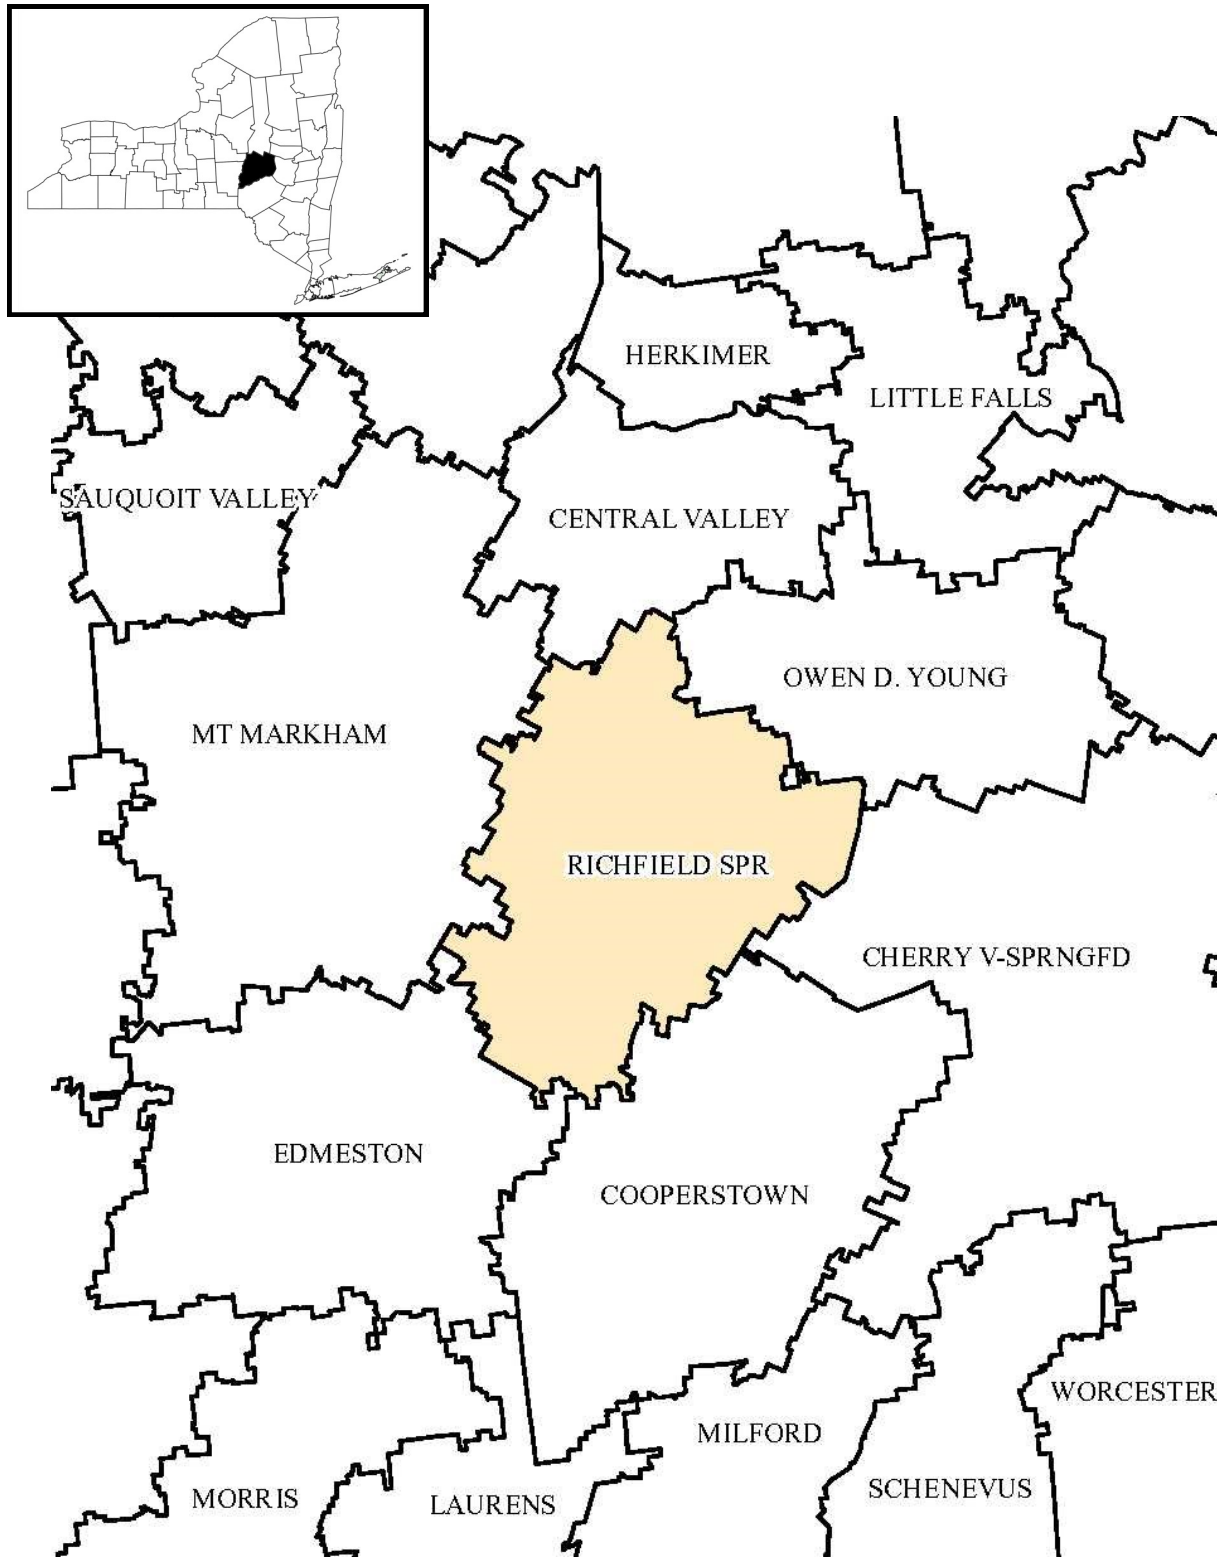 HERKIMER
LITTLE FALLS
SAUQUOIT VALLEY
CENTRAL VALLEY
OWEN D. YOUNG
MT MARKHAM
RICHFIELD SPR
CHERRY V-SPRNGFD
EDMESTON
COOPERSTOWN
WORCESTER
MILFORD
SCHENEVUS
MORRIS
LAURENS